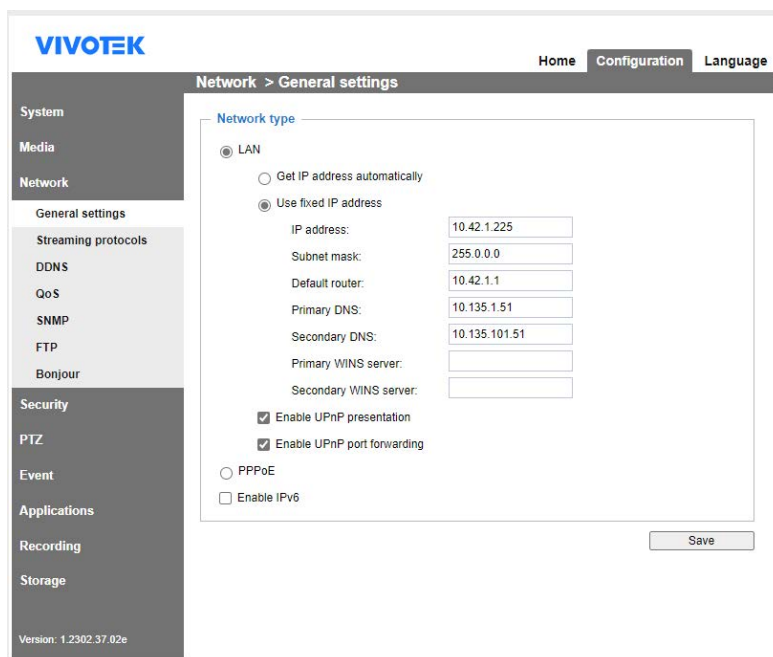 VIVOTEK
Home Configuration Language
Network > General settings
System
Media
Network
General settings
Streaming protocols
DDNS
QoS
SNMP
FTP
Bonjour
Security
PTZ
Event
Applications
Recording
Storage
Version: 1.2302.37.02e
Network type
LAN
Get IP address automatically
Use fixed IP address
IP address: 10.42.1.225
Subnet mask: 255.0.0.0
Default router: 10.42.1.1
Primary DNS: 10.135.1.51
Secondary DNS: 10.135.101.51
Primary WINS server:
Secondary WINS server:
Enable UPnP presentation
Enable UPnP port forwarding
PPPoE
Enable IPv6
Save